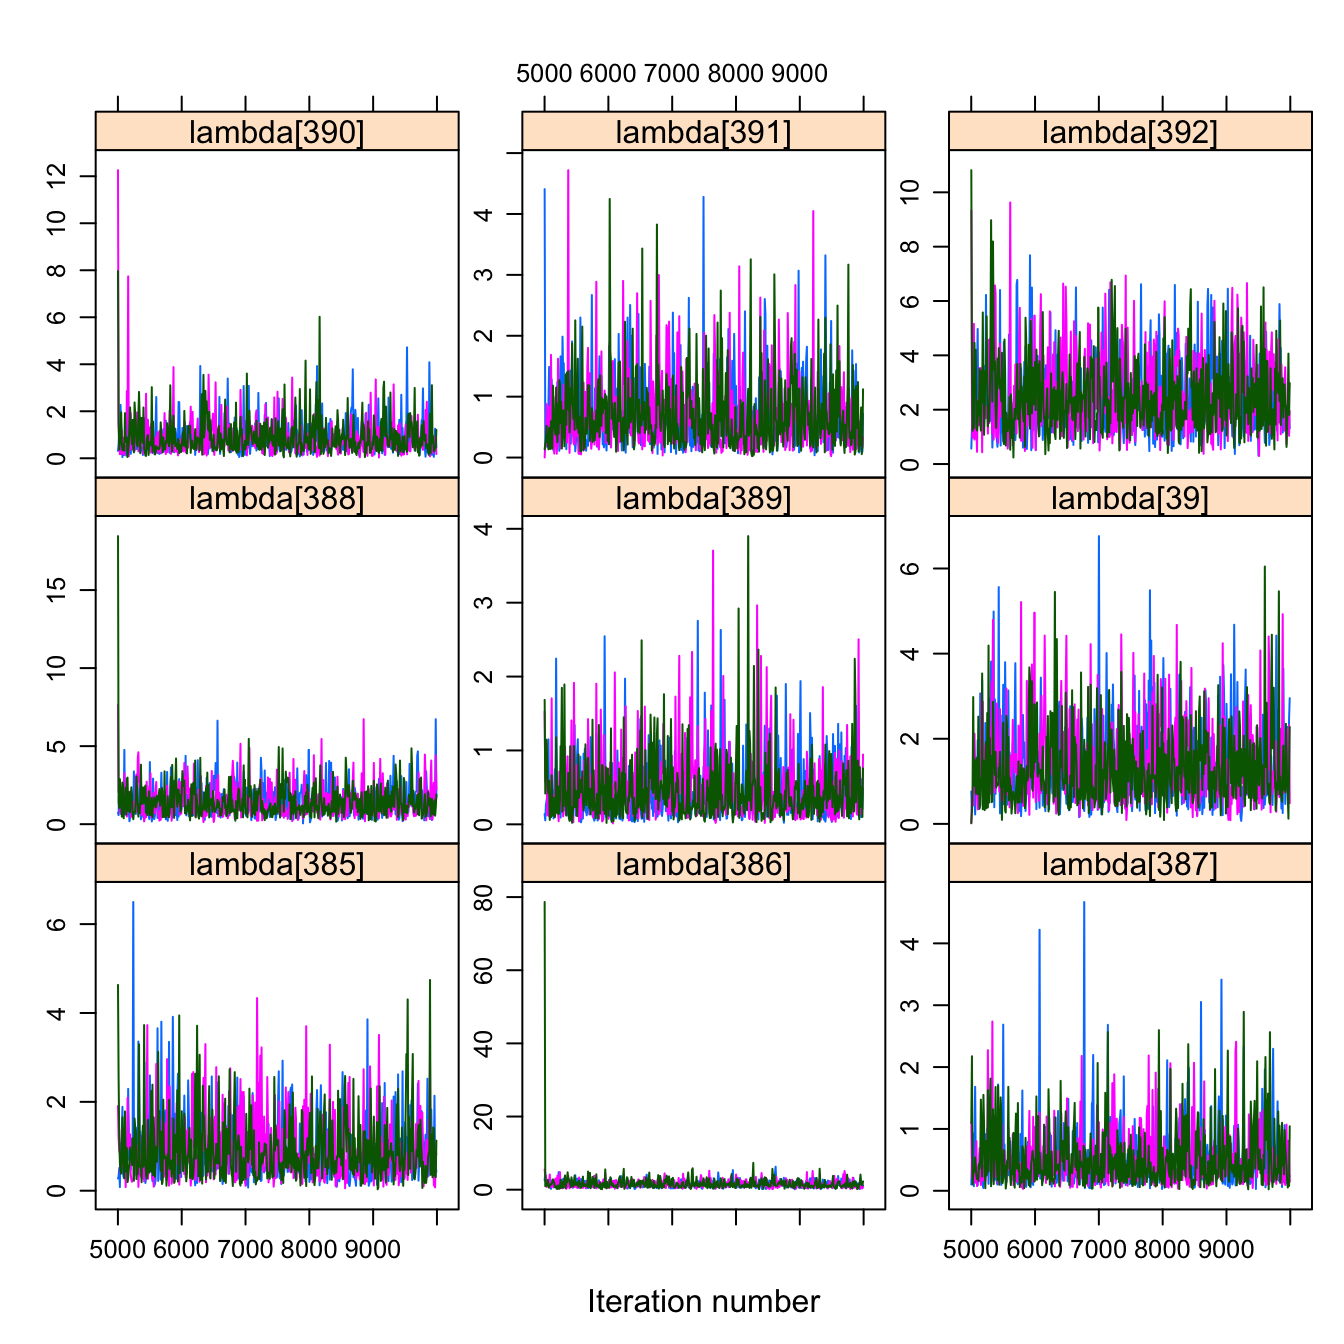 5000 6000 7000 8000 9000
lambda[390] lambda[391] lambda[392]
0 2 4 6 8 10 12
0 1 2 3 4
0 2 4 6 8 10
lambda[388] lambda[389] lambda[39]
0 5 10 15
0 1 2 3 4
0 2 4 6
lambda[385] lambda[386] lambda[387]
0 2 4 6
0 20 40 60 80
0 1 2 3 4
5000 6000 7000 8000 9000
5000 6000 7000 8000 9000
Iteration number